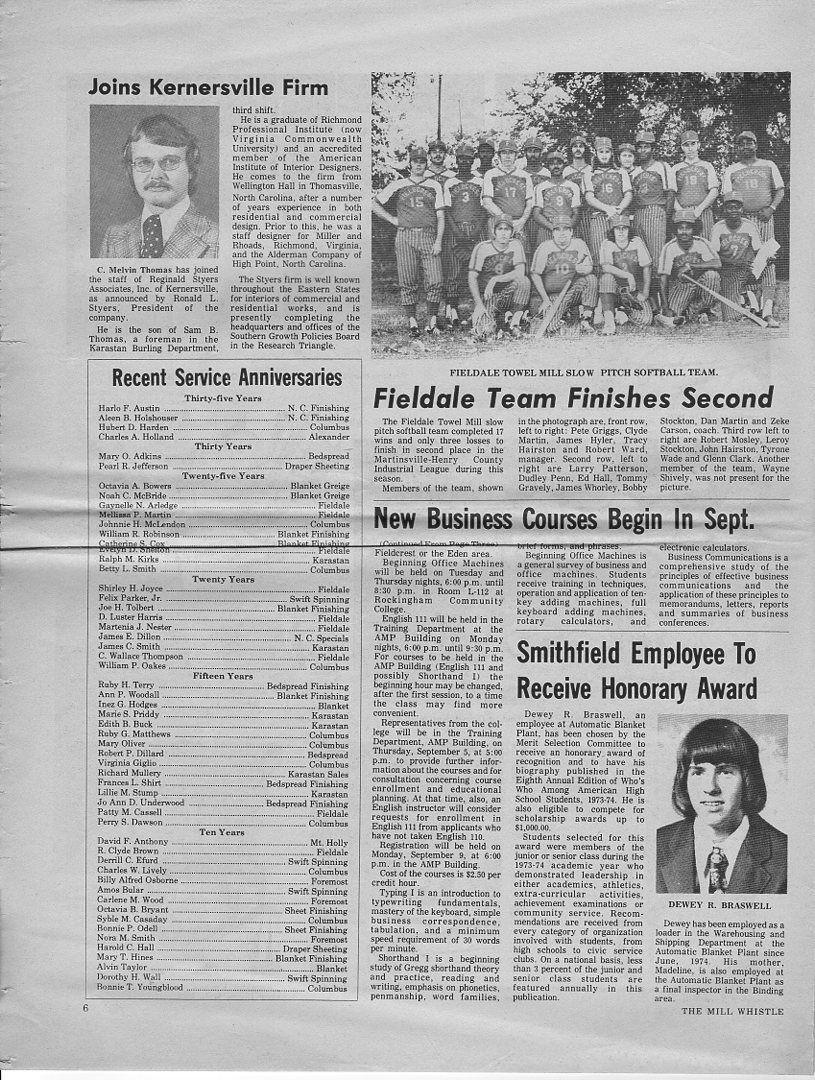 Joins Kernersville Firm
C. Melvin Thomas has joined
the staff of Reginald Styers
Associates, Inc. of Kernersville,
as announced by Ronald L.
Styers, President of the
company.
He is the son of Sam B.
Thomas, a foreman in the
Karastan Burling Department,
third shift.
He is a graduate of Richmond
Professional Institute (now
Virginia Commonwealth
University) and an accredited
member of the American
Institute of Interior Designers.
He comes to the firm from
Wellington Hall in Thomasville,
North Carolina, after a number
of years experience in both
residential and commercial
design. Prior to this, he was a
staff designer for Miller and
Rhoads, Richmond, Virginia,
and the Alderman Company of
High Point, North Carolina.
The Styers firm is well known
throughout the Eastern States
for interiors of commercial and
residential works, and is
presently completing the
headquarters and offices of the
Southern Growth Policies Board
in the Research Triangle.
15
3
17
9
16
3
18
18
8
10
7
FIELDALE TOWEL MILL SLOW PITCH SOFTBALL TEAM.
Fieldale Team Finishes Second
The Fieldale Towel Mill slow
pitch softball team completed 17
wins and only three losses to
finish in second place in the
Martinsville-Henry County
Industrial League during this
season.
Members of the team, shown
in the photograph are, front row,
left to right: Pete Griggs, Clyde
Martin, James Hyler, Tracy
Hairston and Robert Ward,
manager. Second row, left to
right are Larry Patterson,
Dudley Penn, Ed Hall, Tommy
Gravely, James Whorley, Bobby
Stockton, Dan Martin and Zeke
Carson, coach. Third row left to
right are Robert Mosley, Leroy
Stockton, John Hairston, Tyrone
Wade and Glenn Clark. Another
member of the team, Wayne
Shively, was not present for the
picture.
Recent Service Anniversaries
Thirty-five Years
Harlo F. Austin ... N. C. Finishing
Aleen B. Holshouser ... N. C. Finishing
Hubert D. Harden ... Columbus
Charles A. Holland ... Alexander
Thirty Years
Mary O. Adkins ... Bedspread
Pearl R. Jefferson ... Draper Sheeting
Twenty-five Years
Octavia A. Bowers ... Blanket Greige
Noah C. McBride ... Blanket Greige
Gaynelle N. Arledge ... Fieldale
Mellissa P. Martin ... Fieldale
Johnnie H. McLendon ... Columbus
William R. Robinson ... Blanket Finishing
Catherine S. Cox ... Blanket Finishing
Evelyn D. Shelton ... Fieldale
Ralph M. Kirks ... Karastan
Betty L. Smith ... Columbus
Twenty Years
Shirley H. Joyce ... Fieldale
Felix Parker, Jr. ... Swift Spinning
Joe H. Tolbert ... Blanket Finishing
D. Luster Harris ... Fieldale
Martenia J. Nester ... Fieldale
James E. Dillon ... N. C. Specials
James C. Smith ... Karastan
C. Wallace Thompson ... Fieldale
William P. Oakes ... Columbus
Fifteen Years
Ruby H. Terry ... Bedspread Finishing
Ann P. Woodall ... Blanket Finishing
Inez G. Hodges ... Blanket
Marie S. Priddy ... Karastan
Edith B. Buck ... Karastan
Ruby G. Matthews ... Columbus
Mary Oliver ... Columbus
Robert P. Dillard ... Bedspread
Virginia Giglio ... Columbus
Richard Mullery ... Karastan Sales
Frances L. Shirt ... Bedspread Finishing
Lillie M. Stump ... Karastan
Jo Ann D. Underwood ... Bedspread Finishing
Patty M. Cassell ... Fieldale
Perry S. Dawson ... Columbus
Ten Years
David F. Anthony ... Mt. Holly
R. Clyde Brown ... Fieldale
Derrill C. Efurd ... Swift Spinning
Charles W. Lively ... Columbus
Billy Alfred Osborne ... Foremost
Amos Bular ... Swift Spinning
Carlene M. Wood ... Foremost
Octavia B. Bryant ... Sheet Finishing
Syble M. Casaday ... Columbus
Bonnie P. Odell ... Sheet Finishing
Nora M. Smith ... Foremost
Harold C. Hall ... Draper Sheeting
Mary T. Hines ... Blanket Finishing
Alvin Taylor ... Blanket
Dorothy H. Wall ... Swift Spinning
Bonnie T. Youngblood ... Columbus
New Business Courses Begin In Sept.
(Continued From Page Three)
Fieldcrest or the Eden area.
Beginning Office Machines
will be held on Tuesday and
Thursday nights, 6:00 p.m. until
8:30 p.m. in Room L-112 at
Rockingham Community
College.
English 111 will be held in the
Training Department at the
AMP Building on Monday
nights, 6:00 p.m. until 9:30 p.m.
For courses to be held in the
AMP Building (English 111 and
possibly Shorthand I) the
beginning hour may be changed,
after the first session, to a time
the class may find more
convenient.
Representatives from the col-
lege will be in the Training
Department, AMP Building, on
Thursday, September 5, at 5:00
p.m. to provide further infor-
mation about the courses and for
consultation concerning course
enrollment and educational
planning. At that time, also, an
English instructor will consider
requests for enrollment in
English 111 from applicants who
have not taken English 110.
Registration will be held on
Monday, September 9, at 6:00
p.m. in the AMP Building.
Cost of the courses is $2.50 per
credit hour.
Typing I is an introduction to
typewriting fundamentals,
mastery of the keyboard, simple
business correspondence,
tabulation, and a minimum
speed requirement of 30 words
per minute.
Shorthand I is a beginning
study of Gregg shorthand theory
and practice, reading and
writing, emphasis on phonetics,
penmanship, word families,
brief forms, and phrases.
Beginning Office Machines is
a general survey of business and
office machines. Students
receive training in techniques,
operation and application of ten-
key adding machines, full
keyboard adding machines,
rotary calculators, and
electronic calculators.
Business Communications is a
comprehensive study of the
principles of effective business
communications and the
application of these principles to
memorandums, letters, reports
and summaries of business
conferences.
Smithfield Employee To
Receive Honorary Award
Dewey R. Braswell, an
employee at Automatic Blanket
Plant, has been chosen by the
Merit Selection Committee to
receive an honorary award of
recognition and to have his
biography published in the
Eighth Annual Edition of Who's
Who Among American High
School Students, 1973-74. He is
also eligible to compete for
scholarship awards up to
$1,000.00.
Students selected for this
award were members of the
junior or senior class during the
1973-74 academic year who
demonstrated leadership in
either academics, athletics,
extra-curricular activities,
achievement examinations or
community service. Recom-
mendations are received from
every category of organization
involved with students, from
high schools to civic service
clubs. On a national basis, less
than 3 percent of the junior and
senior class students are
featured annually in this
publication.
DEWEY R. BRASWELL
Dewey has been employed as a
loader in the Warehousing and
Shipping Department at the
Automatic Blanket Plant since
June, 1974. His mother,
Madeline, is also employed at
the Automatic Blanket Plant as
a final inspector in the Binding
area.
6
THE MILL WHISTLE